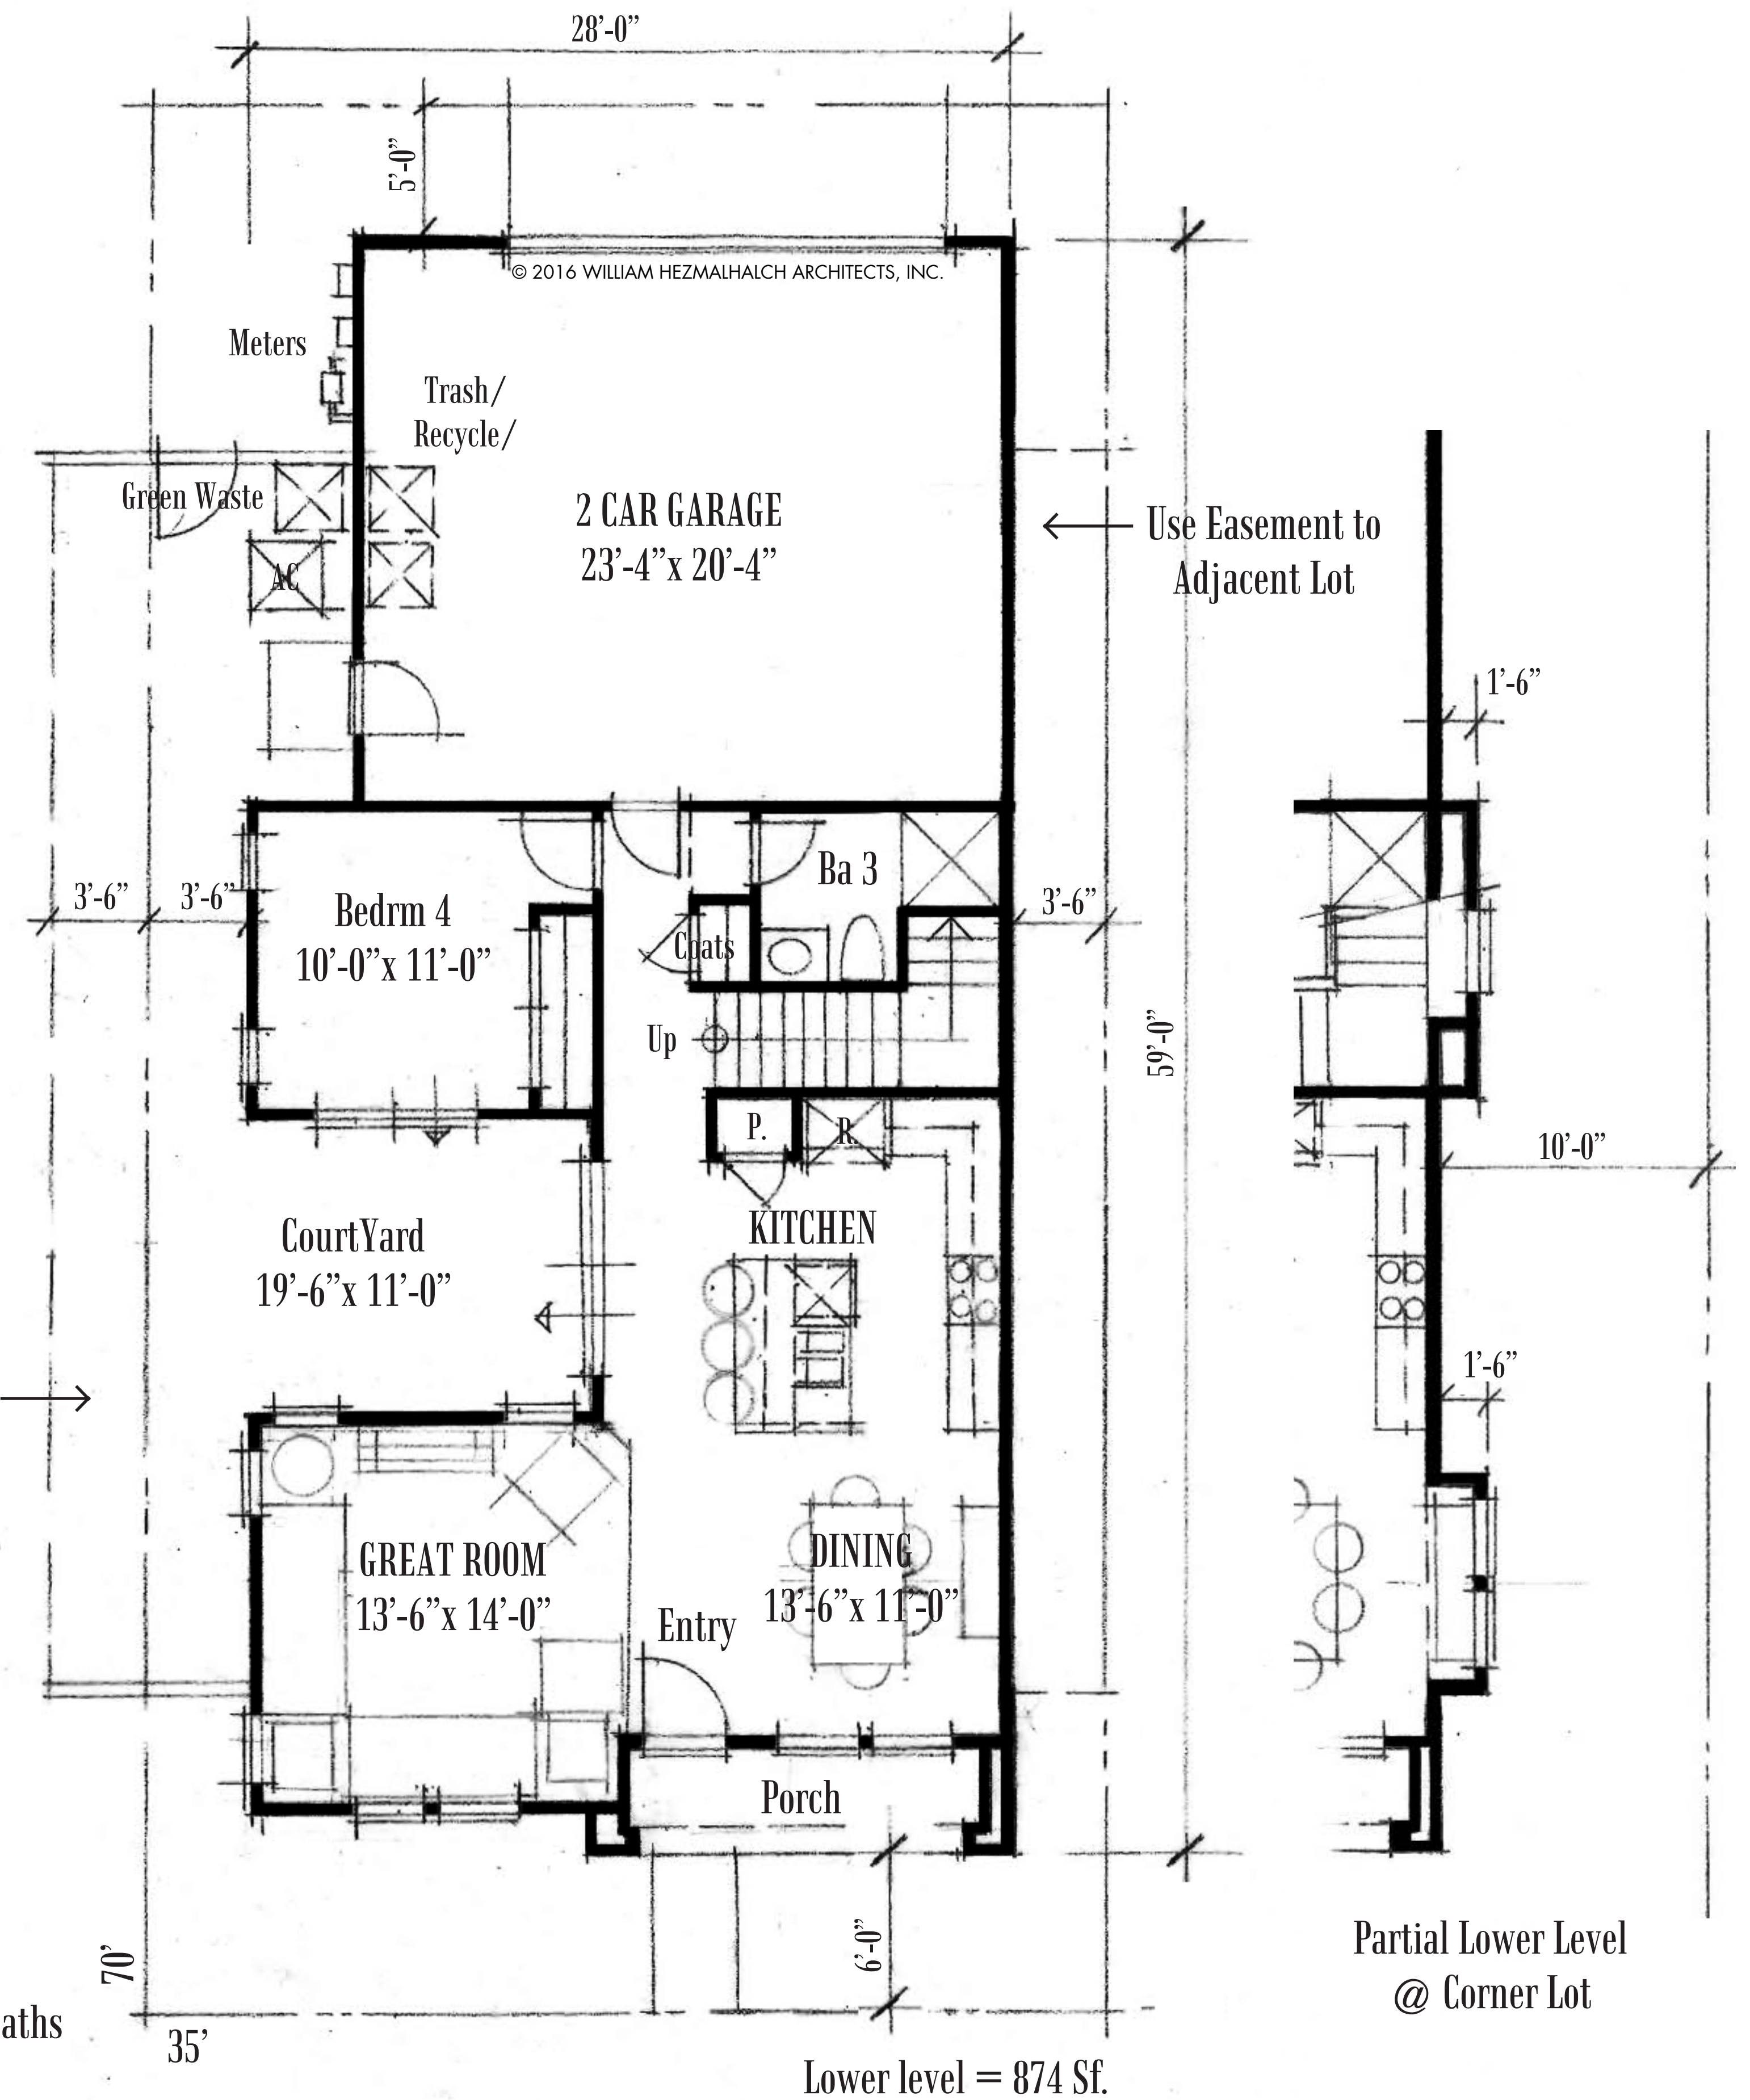 28'-0”
5'-0”
© 2016 WILLIAM HEZMALHALCH ARCHITECTS, INC.
Meters
Trash/
Recycle/
Green Waste
AC
2 CAR GARAGE
23'-4”x 20'-4”
Use Easement to
Adjacent Lot
1'-6”
3'-6”
3'-6”
Bedrm 4
10'-0”x 11'-0”
Ba 3
Coats
3'-6”
Up
59'-0”
P.
R.
10'-0”
KITCHEN
CourtYard
19'-6”x 11'-0”
1'-6”
GREAT ROOM
13'-6”x 14'-0”
DINING
13'-6”x 11'-0”
Entry
Porch
6'-0”
70'
Partial Lower Level
@ Corner Lot
aths
35'
Lower level = 874 Sf.